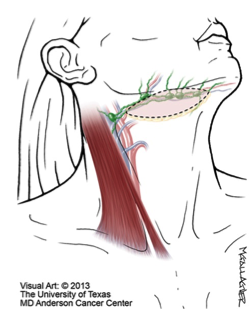 Visual Art: © 2013
The University of Texas
MD Anderson Cancer Center